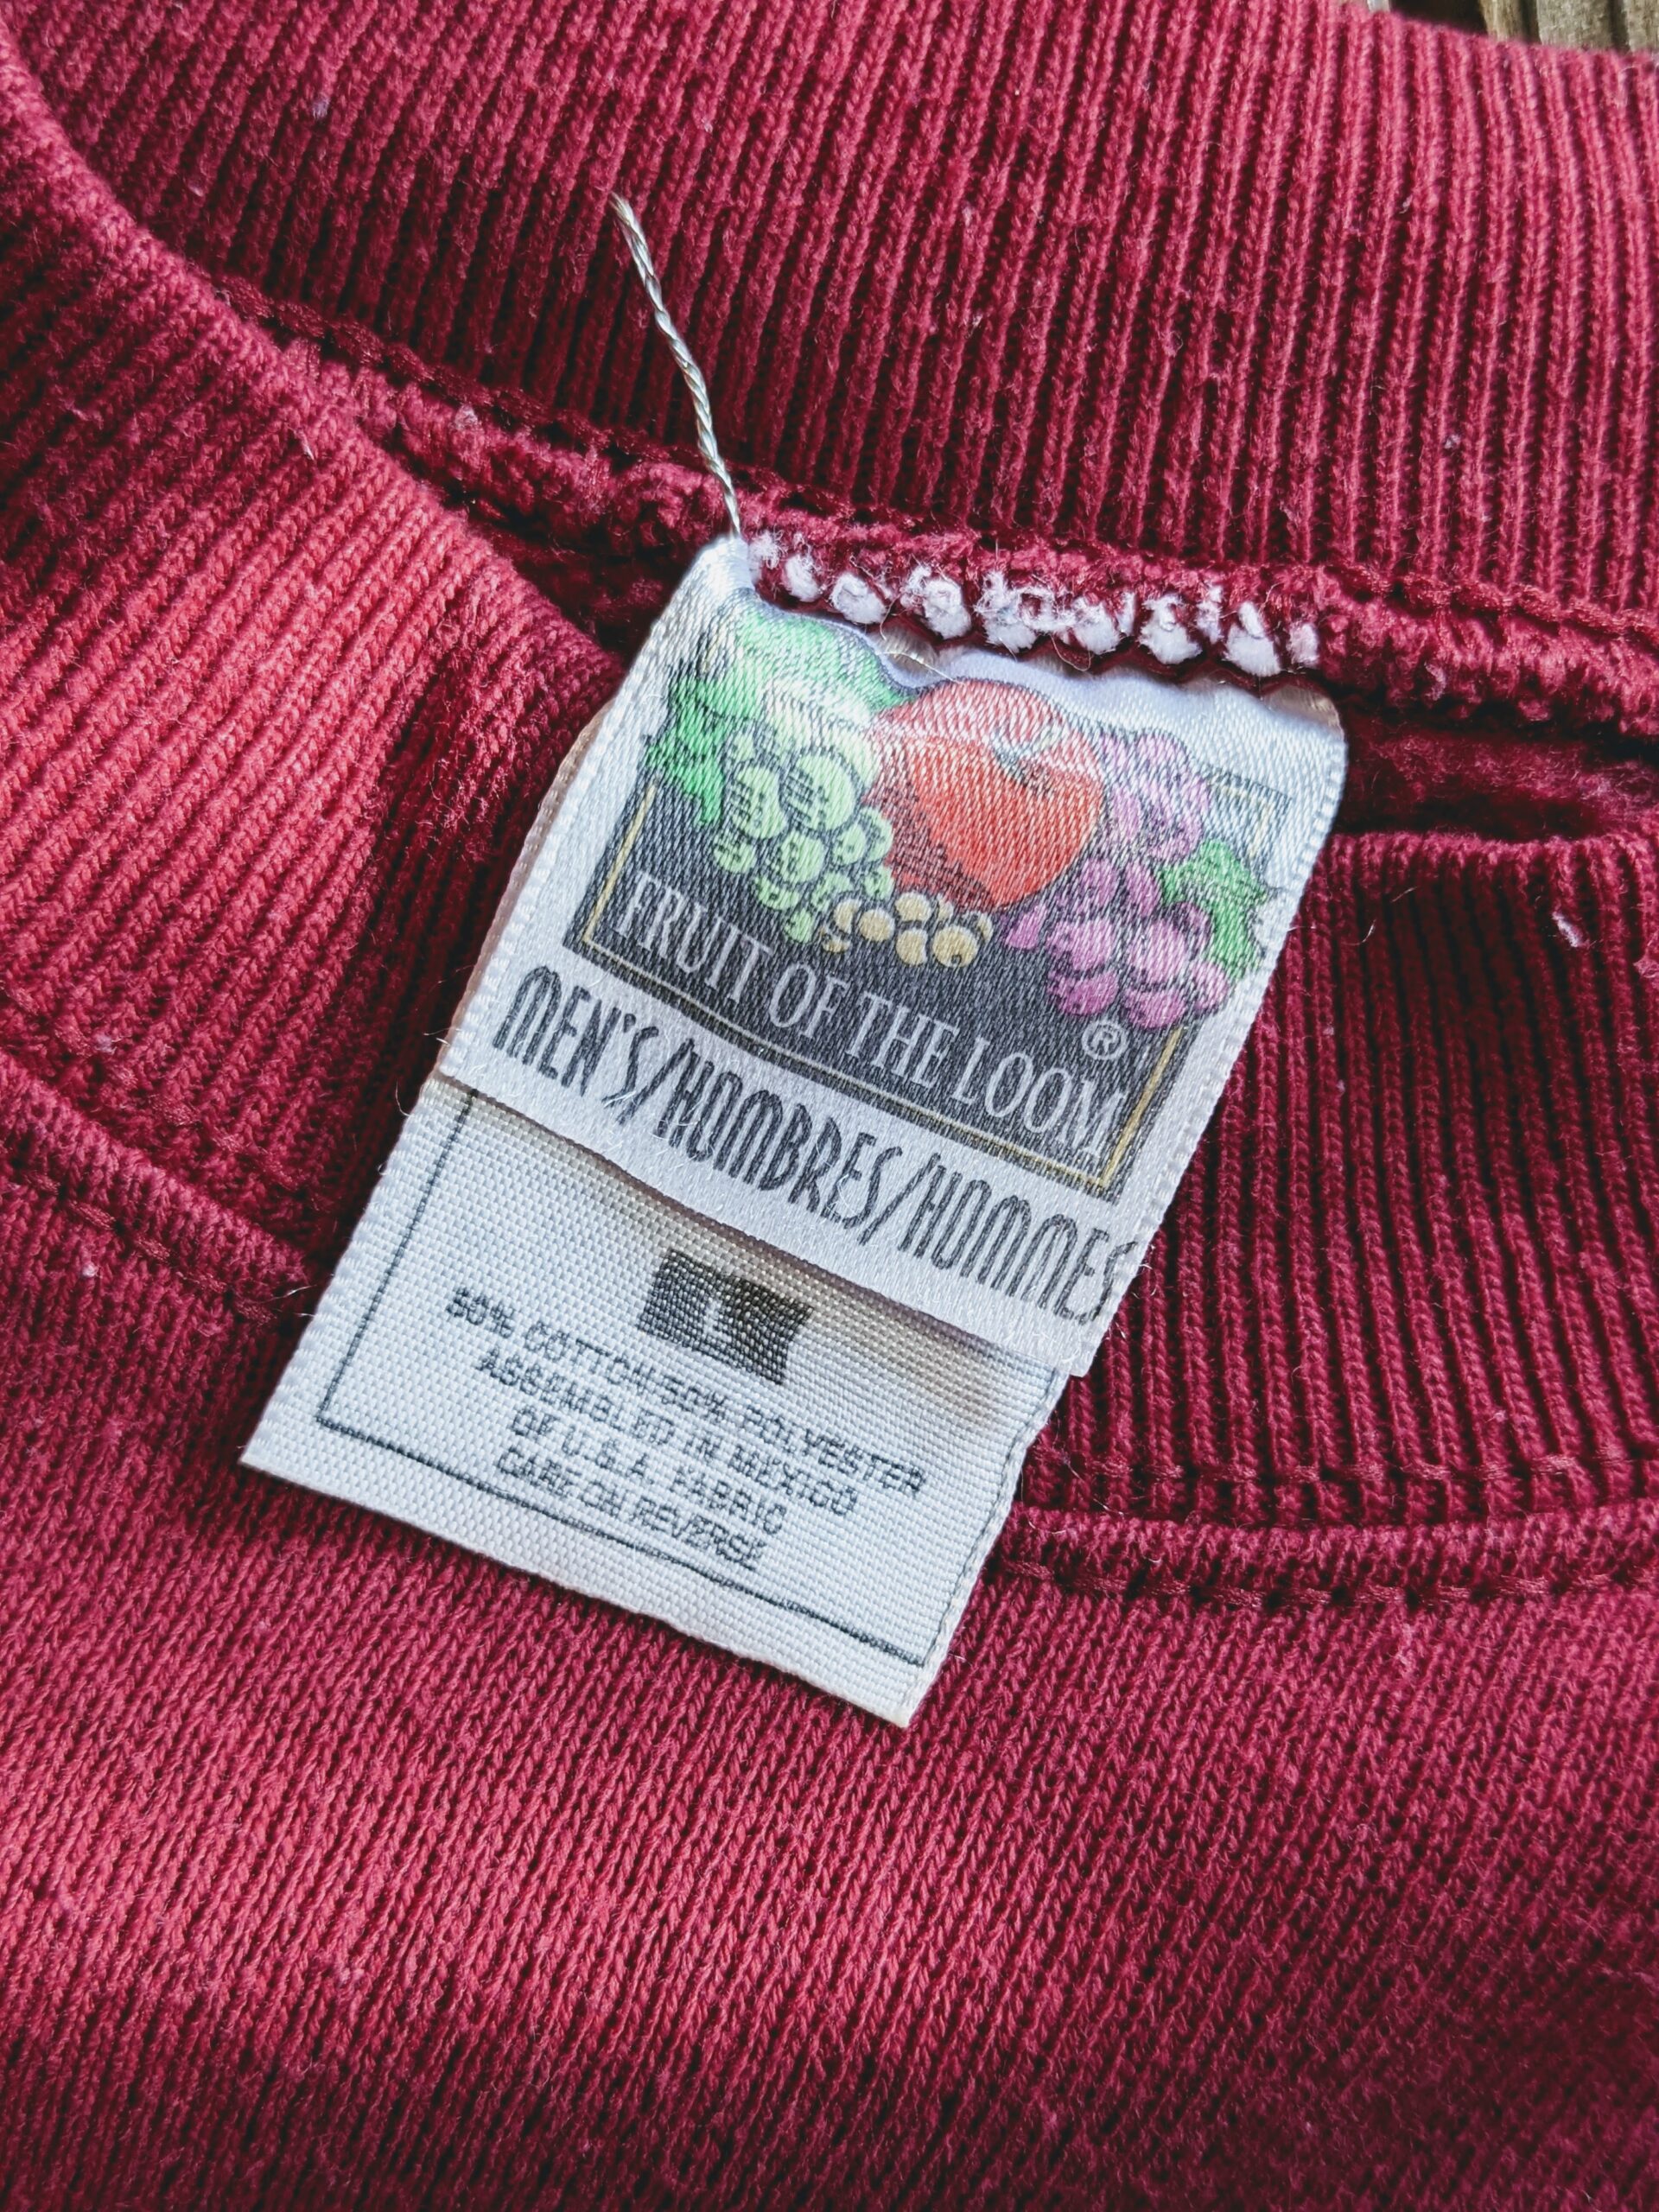 FRUIT OF THE LOOM ®
MEN'S/HOMBRES/HOMMES
L
50% COTTON/50% POLYESTER
ASSEMBLED IN MEXICO
OF U.S.A. FABRIC
CARE ON REVERSE